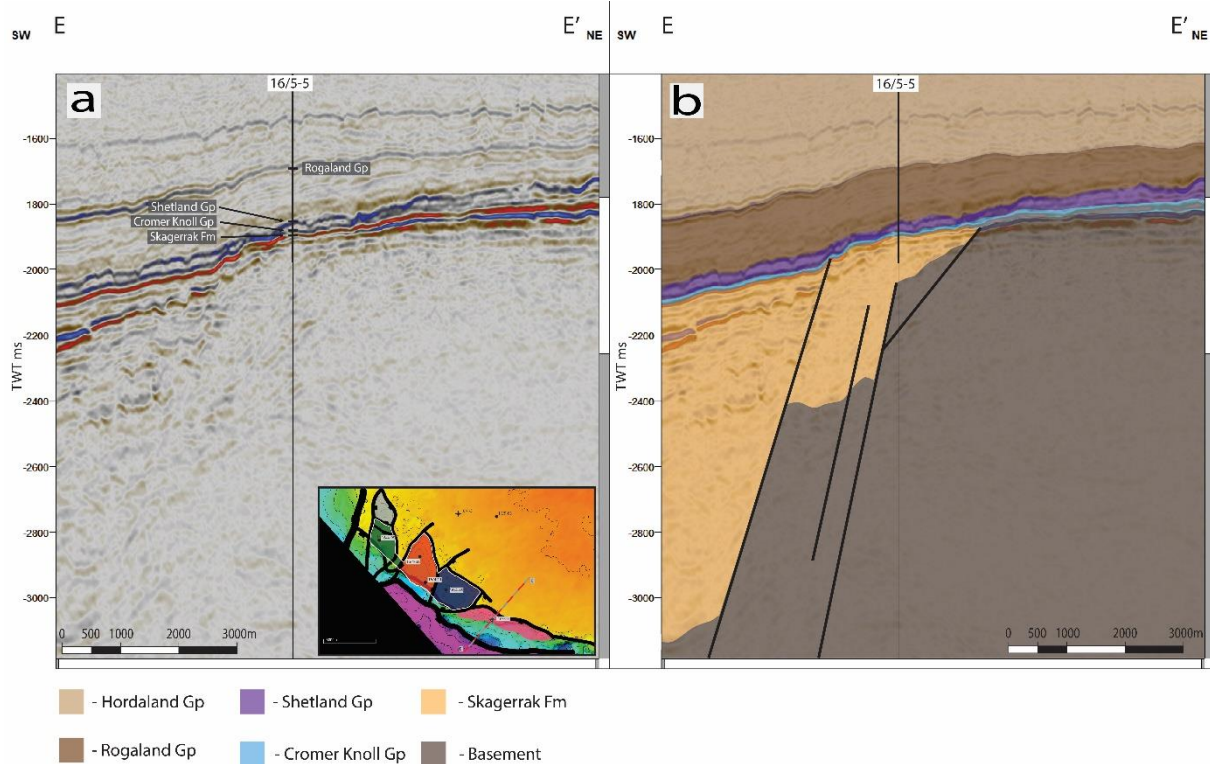 SW E E' NE
SW E E' NE
a
16/5-5
Rogaland Gp
Shetland Gp
Cromer Knoll Gp
Skagerrak Fm
TWT ms
-1600
-1800
-2000
-2200
-2400
-2600
-2800
-3000
0 500 1000 2000 3000m
b
16/5-5
TWT ms
-1600
-1800
-2000
-2200
-2400
-2600
-2800
-3000
0 500 1000 2000 3000m
- Hordaland Gp - Shetland Gp - Skagerrak Fm
- Rogaland Gp - Cromer Knoll Gp - Basement